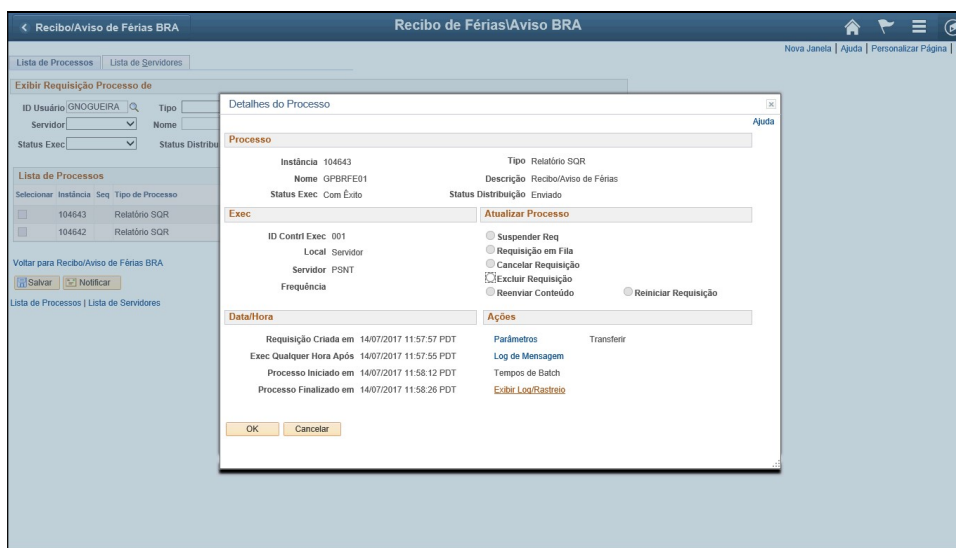 Recibo/Aviso de Férias BRA
Recibo de Férias\Aviso BRA
Nova Janela | Ajuda | Personalizar Página |
Lista de Processos
Lista de Servidores
Exibir Requisição Processo de
ID Usuário GNOGUEIRA Tipo
Servidor Nome
Status Exec Status Distribu
Lista de Processos
Selecionar Instância Seq Tipo de Processo
104643 Relatório SQR
104642 Relatório SQR
Voltar para Recibo/Aviso de Férias BRA
Salvar Notificar
Lista de Processos | Lista de Servidores
Detalhes do Processo
Ajuda
Processo
Instância 104643 Tipo Relatório SQR
Nome GPBRFE01 Descrição Recibo/Aviso de Férias
Status Exec Com Êxito Status Distribuição Enviado
Exec
ID Contrl Exec 001
Local Servidor
Servidor PSNT
Frequência
Atualizar Processo
Suspender Req
Requisição em Fila
Cancelar Requisição
Excluir Requisição
Reenviar Conteúdo Reiniciar Requisição
Data/Hora
Requisição Criada em 14/07/2017 11:57:57 PDT
Exec Qualquer Hora Após 14/07/2017 11:57:55 PDT
Processo Iniciado em 14/07/2017 11:58:12 PDT
Processo Finalizado em 14/07/2017 11:58:26 PDT
Ações
Parâmetros Transferir
Log de Mensagem
Tempos de Batch
Exibir Log/Rastreio
OK Cancelar